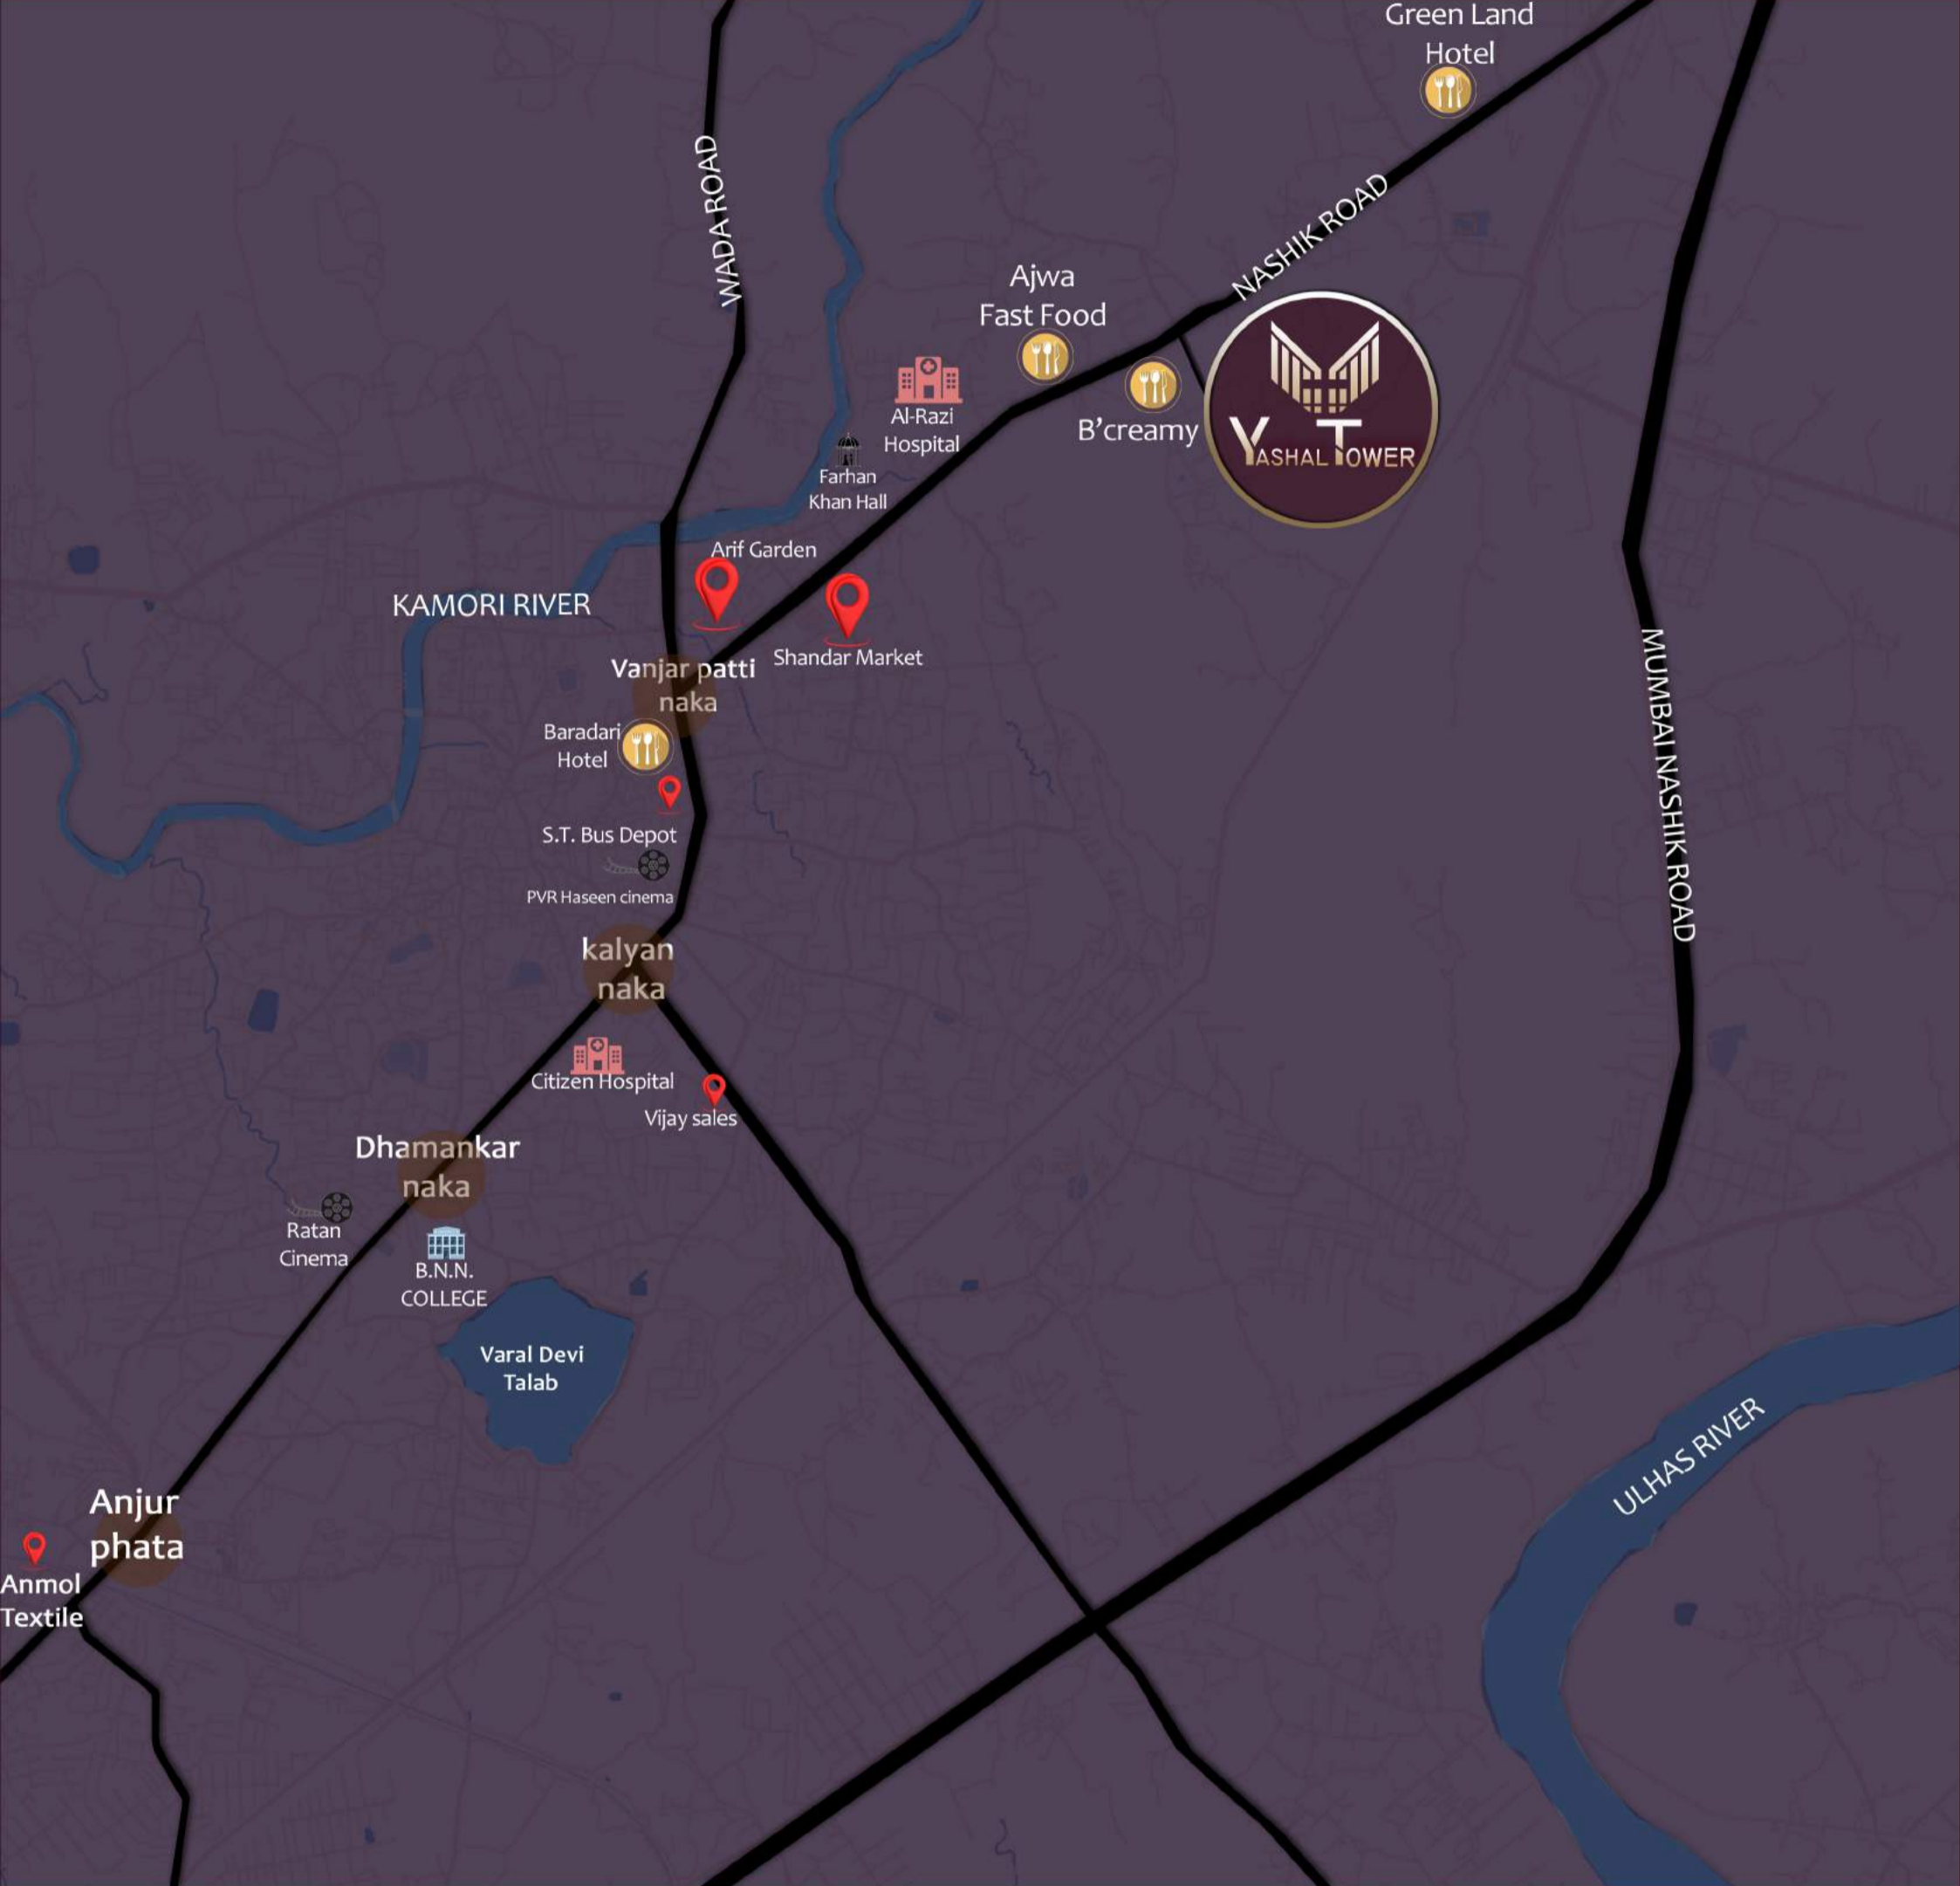 Green Land
Hotel
WADA ROAD
NASHIK ROAD
Ajwa
Fast Food
B'creamy
YASHAL TOWER
Al-Razi
Hospital
Farhan
Khan Hall
Arif Garden
KAMORI RIVER
Shandar Market
Vanjar patti
naka
MUMBAI NASHIK ROAD
Baradari
Hotel
S.T. Bus Depot
PVR Haseen cinema
kalyan
naka
Citizen Hospital
Vijay sales
Dhamankar
naka
Ratan
Cinema
B.N.N.
COLLEGE
Varal Devi
Talab
ULHAS RIVER
Anjur
phata
Anmol
Textile